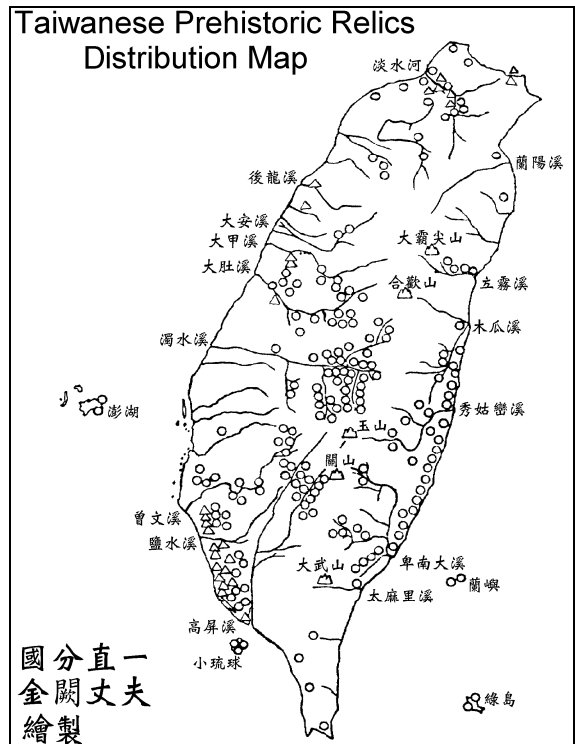 Taiwanese Prehistoric Relics
Distribution Map
淡水河
蘭陽溪
後龍溪
大安溪
大甲溪
大霸尖山
大肚溪
合歡山
立霧溪
木瓜溪
濁水溪
澎湖
秀姑巒溪
玉山
關山
曾文溪
鹽水溪
大武山
卑南大溪
蘭嶼
太麻里溪
高屏溪
小琉球
綠島
國分直一
金関丈夫
繪製